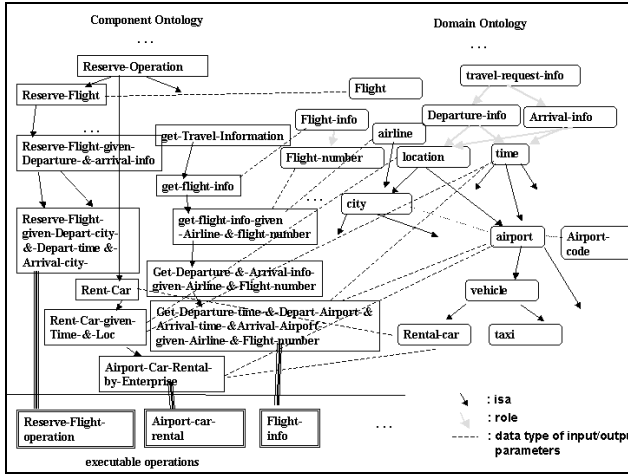 Component Ontology
Domain Ontology
. . .
. . .
Reserve-Operation
travel-request-info
Reserve-Flight
Flight
Flight-info
Departure-info
Arrival-info
...
get-Travel-Information
airline
Reserve-Flight-given-
Departure-&-arrival-info
Flight-number
location
time
get-flight-info
...
city
Reserve-Flight-
given-Depart-city-
&-Depart-time &-
Arrival-city-
get-flight-info-given
-Airline-&-flight-number
airport
Airport-
code
Get-Departure-&-Arrival-info-
given-Airline &-Flight-number
Rent-Car
vehicle
Rent-Car-given-
Time-&-Loc
Get-Departure-time-&-Depart-Airport-&
Arrival-time-&Arrival-Airport,
given-Airline-&-Flight-number
Rental-car
taxi
Airport-Car-Rental-
by-Enterprise
: isa
: role
: data type of input/output
parameters
Reserve-Flight-
operation
Airport-car-
rental
Flight-
info
...
executable operations